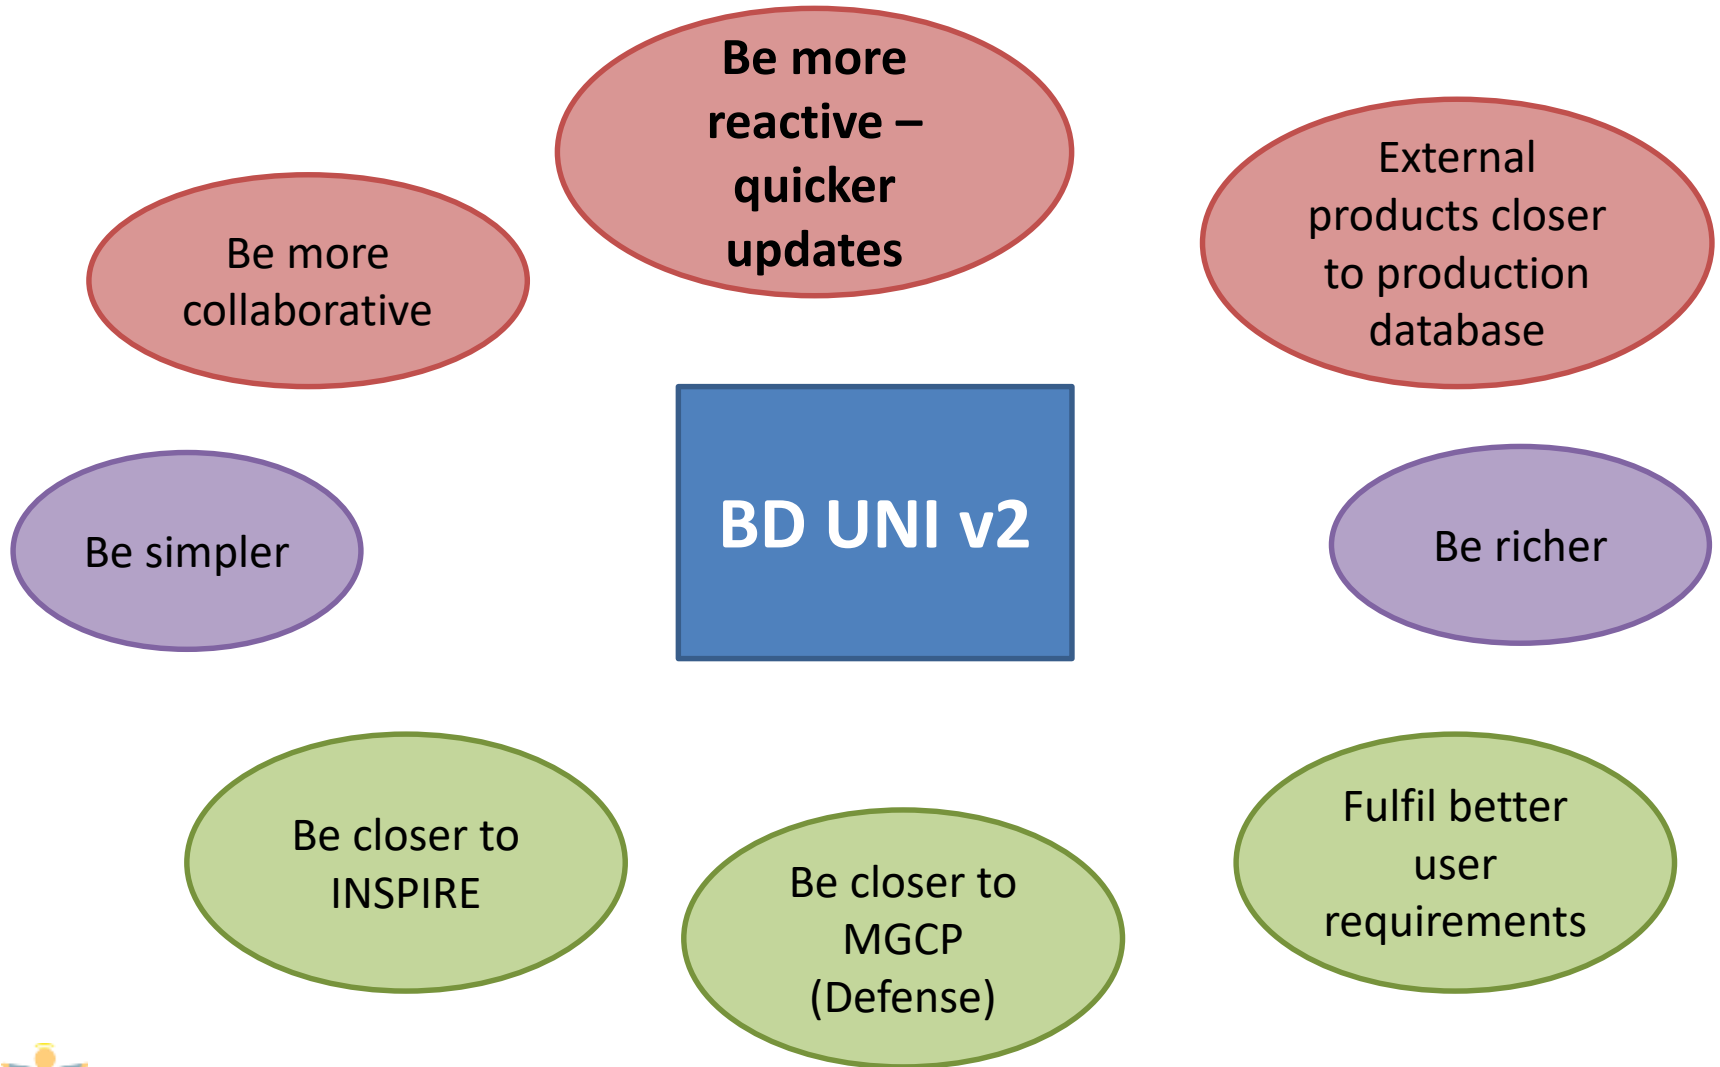 Be more
reactive –
quicker
updates
External
products closer
to production
database
Be more
collaborative
BD UNI v2
Be simpler
Be richer
Be closer to
INSPIRE
Be closer to
MGCP
(Defense)
Fulfil better
user
requirements